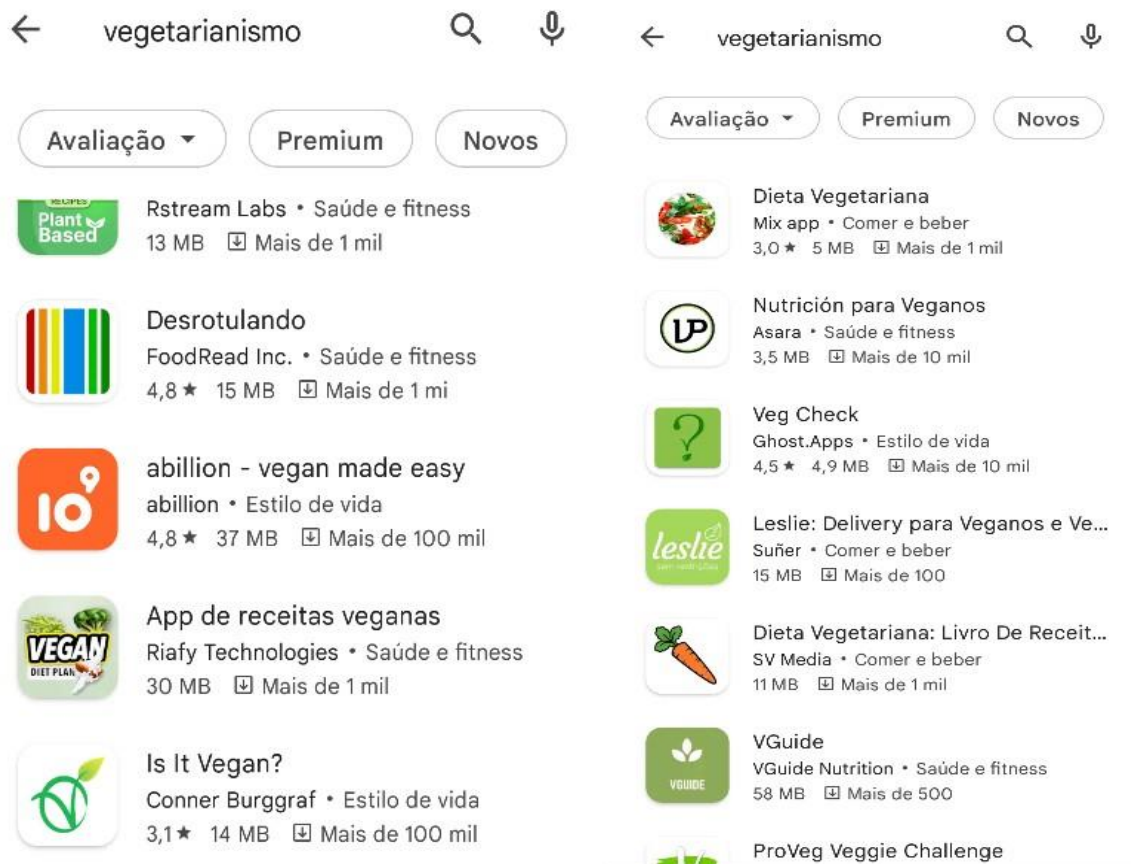 vegetarianismo
Avaliação Premium Novos
RECIPES
Plant
Based
Rstream Labs • Saúde e fitness
13 MB Mais de 1 mil
Desrotulando
FoodRead Inc. • Saúde e fitness
4,8★ 15 MB Mais de 1 mi
10⁹
abillion - vegan made easy
abillion • Estilo de vida
4,8★ 37 MB Mais de 100 mil
VEGAN
DIET PLAN
App de receitas veganas
Riafy Technologies • Saúde e fitness
30 MB Mais de 1 mil
Is It Vegan?
Conner Burggraf • Estilo de vida
3,1★ 14 MB Mais de 100 mil
vegetarianismo
Avaliação Premium Novos
Dieta Vegetariana
Mix app • Comer e beber
3,0★ 5 MB Mais de 1 mil
VP
Nutrición para Veganos
Asara • Saúde e fitness
3,5 MB Mais de 10 mil
?
Veg Check
Ghost.Apps • Estilo de vida
4,5★ 4,9 MB Mais de 10 mil
leslie
Leslie: Delivery para Veganos e Ve...
Suñer • Comer e beber
15 MB Mais de 100
Dieta Vegetariana: Livro De Receit...
SV Media • Comer e beber
11 MB Mais de 1 mil
VGUIDE
VGuide
VGuide Nutrition • Saúde e fitness
58 MB Mais de 500
ProVeg Veggie Challenge